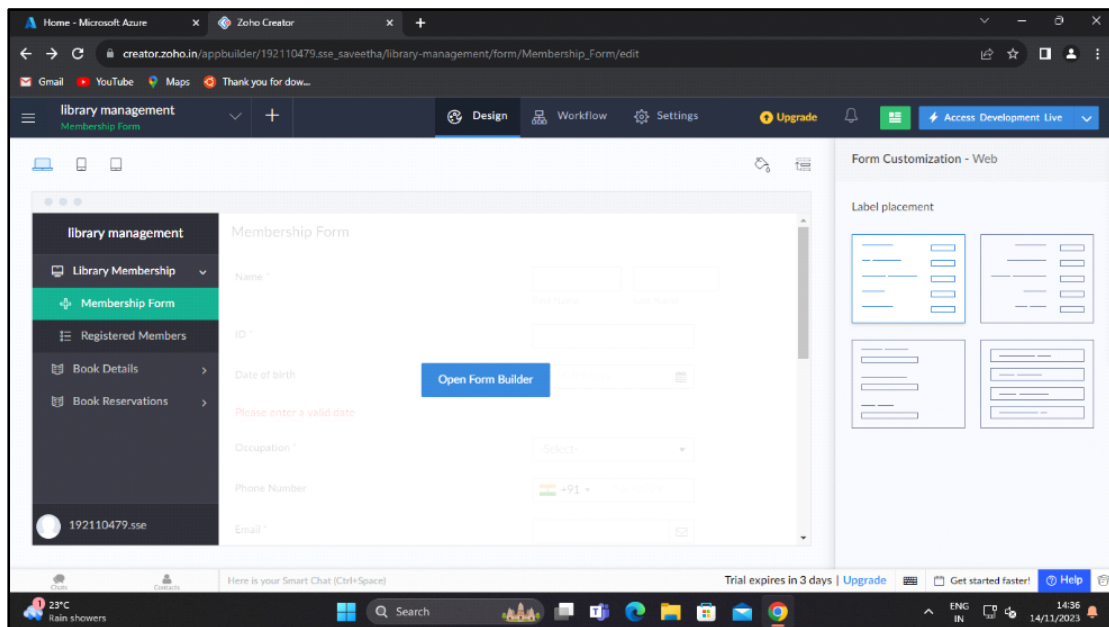 Home - Microsoft Azure
Zoho Creator
creator.zoho.in/appbuilder/192110479.sse_saveetha/library-management/form/Membership_Form/edit
Gmail YouTube Maps Thank you for dow...
library management
Membership Form
Design Workflow Settings Upgrade Access Development Live
Form Customization - Web
Label placement
library management
Library Membership
Membership Form
Registered Members
Book Details
Book Reservations
192110479.sse
Membership Form
Name *
First Name Last Name
ID *
Date of birth
Open Form Builder
Please enter a valid date
Occupation *
-Select-
Phone Number
+91
Email *
Chats Contacts Here is your Smart Chat (Ctrl+Space) Trial expires in 3 days | Upgrade Get started faster! Help
1
23°C
Rain showers
Search
ENG
IN
14:36
14/11/2023